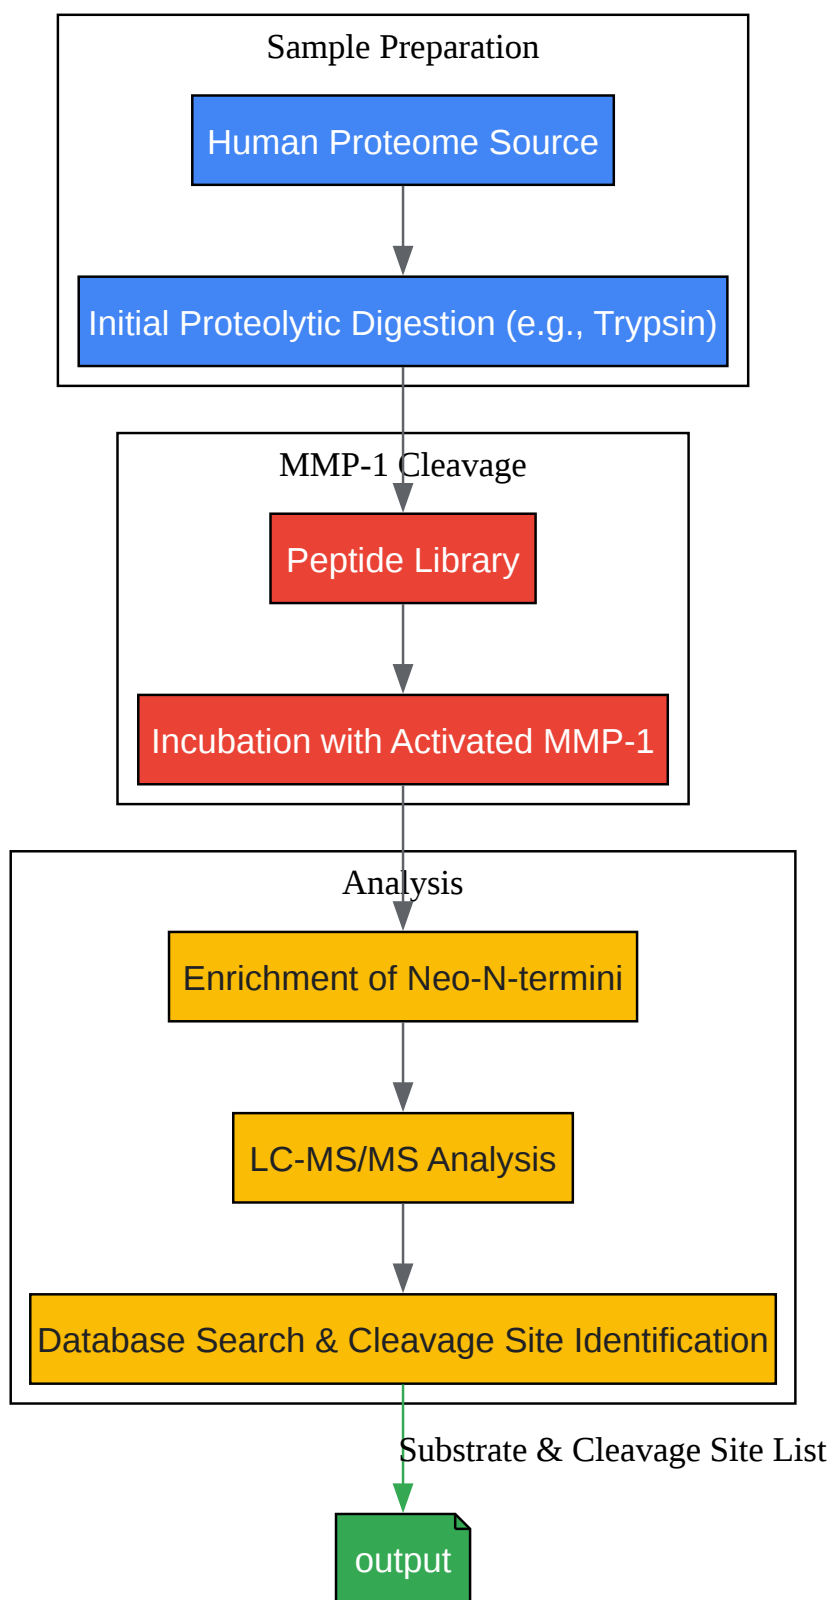 Sample Preparation
Human Proteome Source
Initial Proteolytic Digestion (e.g., Trypsin)
MMP-1 Cleavage
Peptide Library
Incubation with Activated MMP-1
Analysis
Enrichment of Neo-N-termini
LC-MS/MS Analysis
Database Search & Cleavage Site Identification
Substrate & Cleavage Site List
output